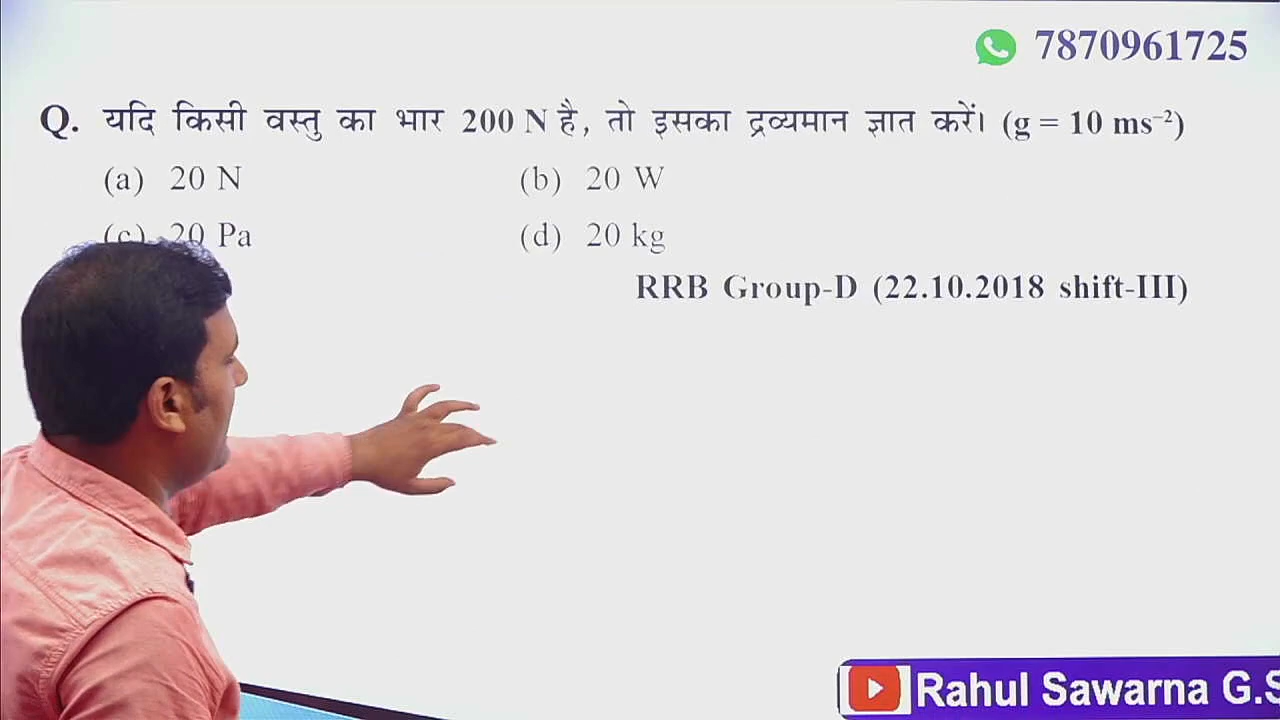 7870961725
Q. यदि किसी वस्तु का भार 200 N है, तो इसका द्रव्यमान ज्ञात करें। (g = 10 ms⁻²)
(a) 20 N (b) 20 W
(c) 20 Pa (d) 20 kg
RRB Group-D (22.10.2018 shift-III)
Rahul Sawarna G.S